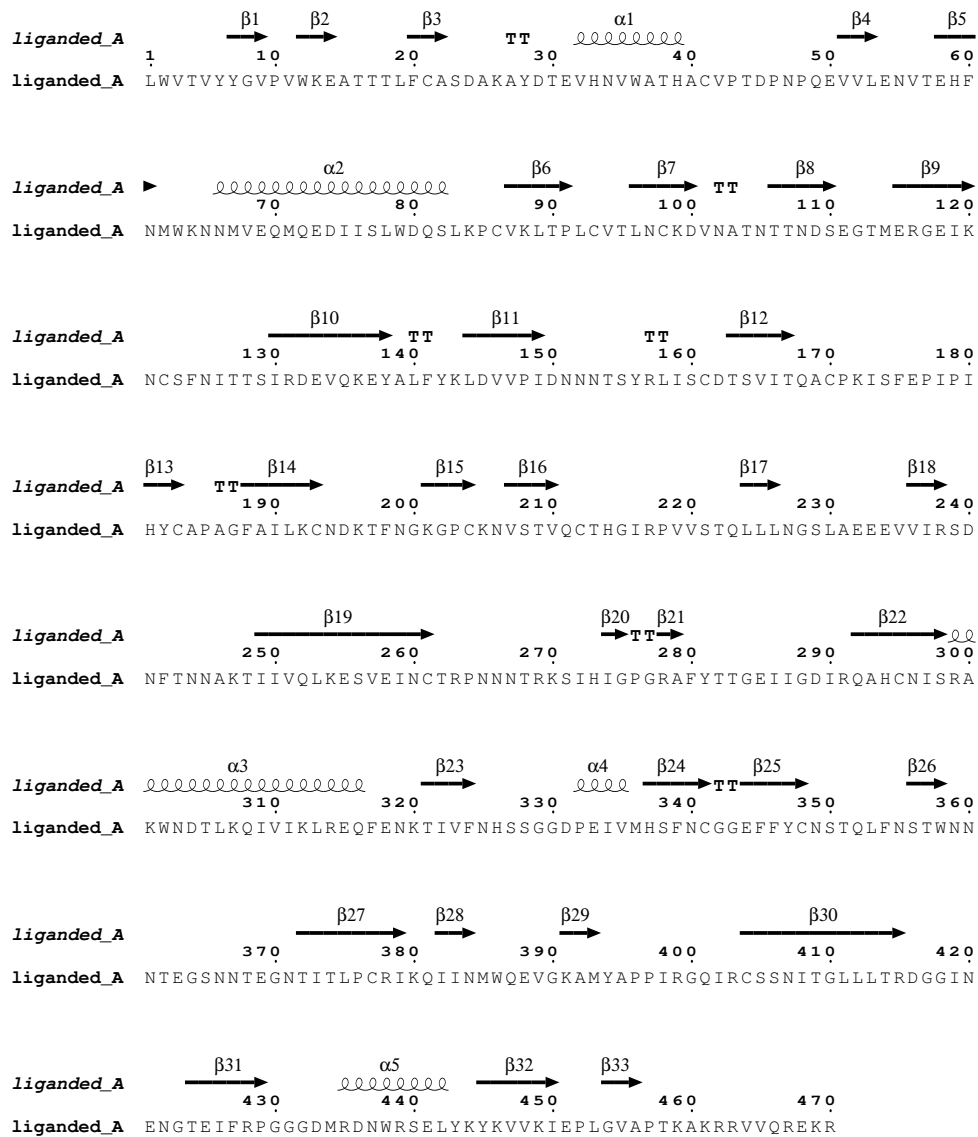 β1 β2 β3 α1 β4 β5
liganded_A TT
1 10 20 30 40 50 60
liganded_A LWVTVYYGVPVWKEATTTLFCASDAKAYDTEVHNVWATHACVPTDPNPQEVVLENVTEHF
α2 β6 β7 β8 β9
liganded_A TT
70 80 90 100 110 120
liganded_A NMWKNNMVEQMQEDIISLWDQSLKPCVKLTPLCVTLNCKDVNATNTTNDSEGTMERGEIK
β10 β11 β12
liganded_A TT TT
130 140 150 160 170 180
liganded_A NCSFNITTSIRDEVQKEYALFYKLDVVPIDNNNTSYRLISCDTSVITQACPKISFEPIPI
β13 β14 β15 β16 β17 β18
liganded_A TT
190 200 210 220 230 240
liganded_A HYCAPAGFAILKCNDKTFNGKGPCKNVSTVQCTHGIRPVVSTQLLLNGSLAEEEVVIRSD
β19 β20 β21 β22
liganded_A TT
250 260 270 280 290 300
liganded_A NFTNNAKTIIVQLKESVEINCTRPNNNTRKSIHIGPGRAFYTTGEIIGDIRQAHCNISRA
α3 β23 α4 β24 β25 β26
liganded_A TT
310 320 330 340 350 360
liganded_A KWNDTLKQIVIKLREQFENKTIVFNHSSGGDPEIVMHSFNCGGEFFYCNSTQLFNSTWNN
β27 β28 β29 β30
liganded_A
370 380 390 400 410 420
liganded_A NTEGSNNTEGNTITLPCRIKQIINMWQEVGKAMYAPPIRGQIRCSSNITGLLLTRDGGIN
β31 α5 β32 β33
liganded_A
430 440 450 460 470
liganded_A ENGTEIFRPGGGDMRDNWRSELYKYKVVKIEPLGVAPTKAKRRVVQREKR